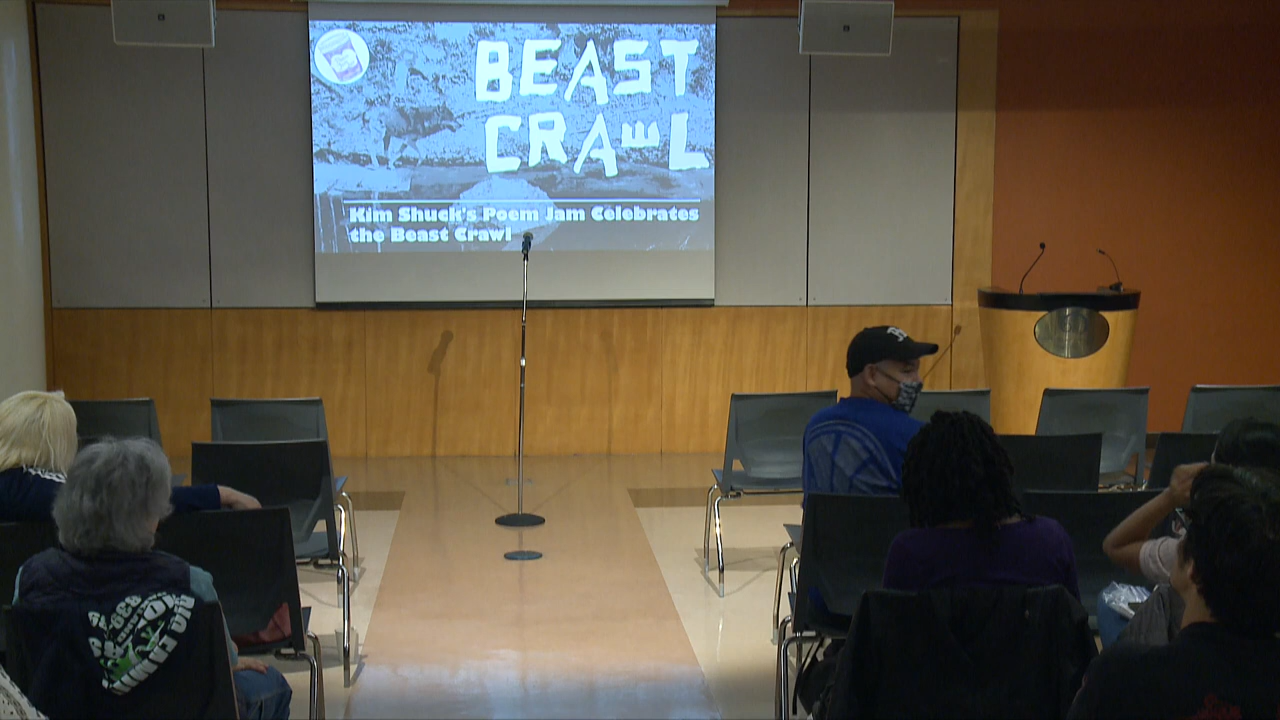 BEAST
CRAWL
Kim Shuck's Poem Jam Celebrates
the Beast Crawl